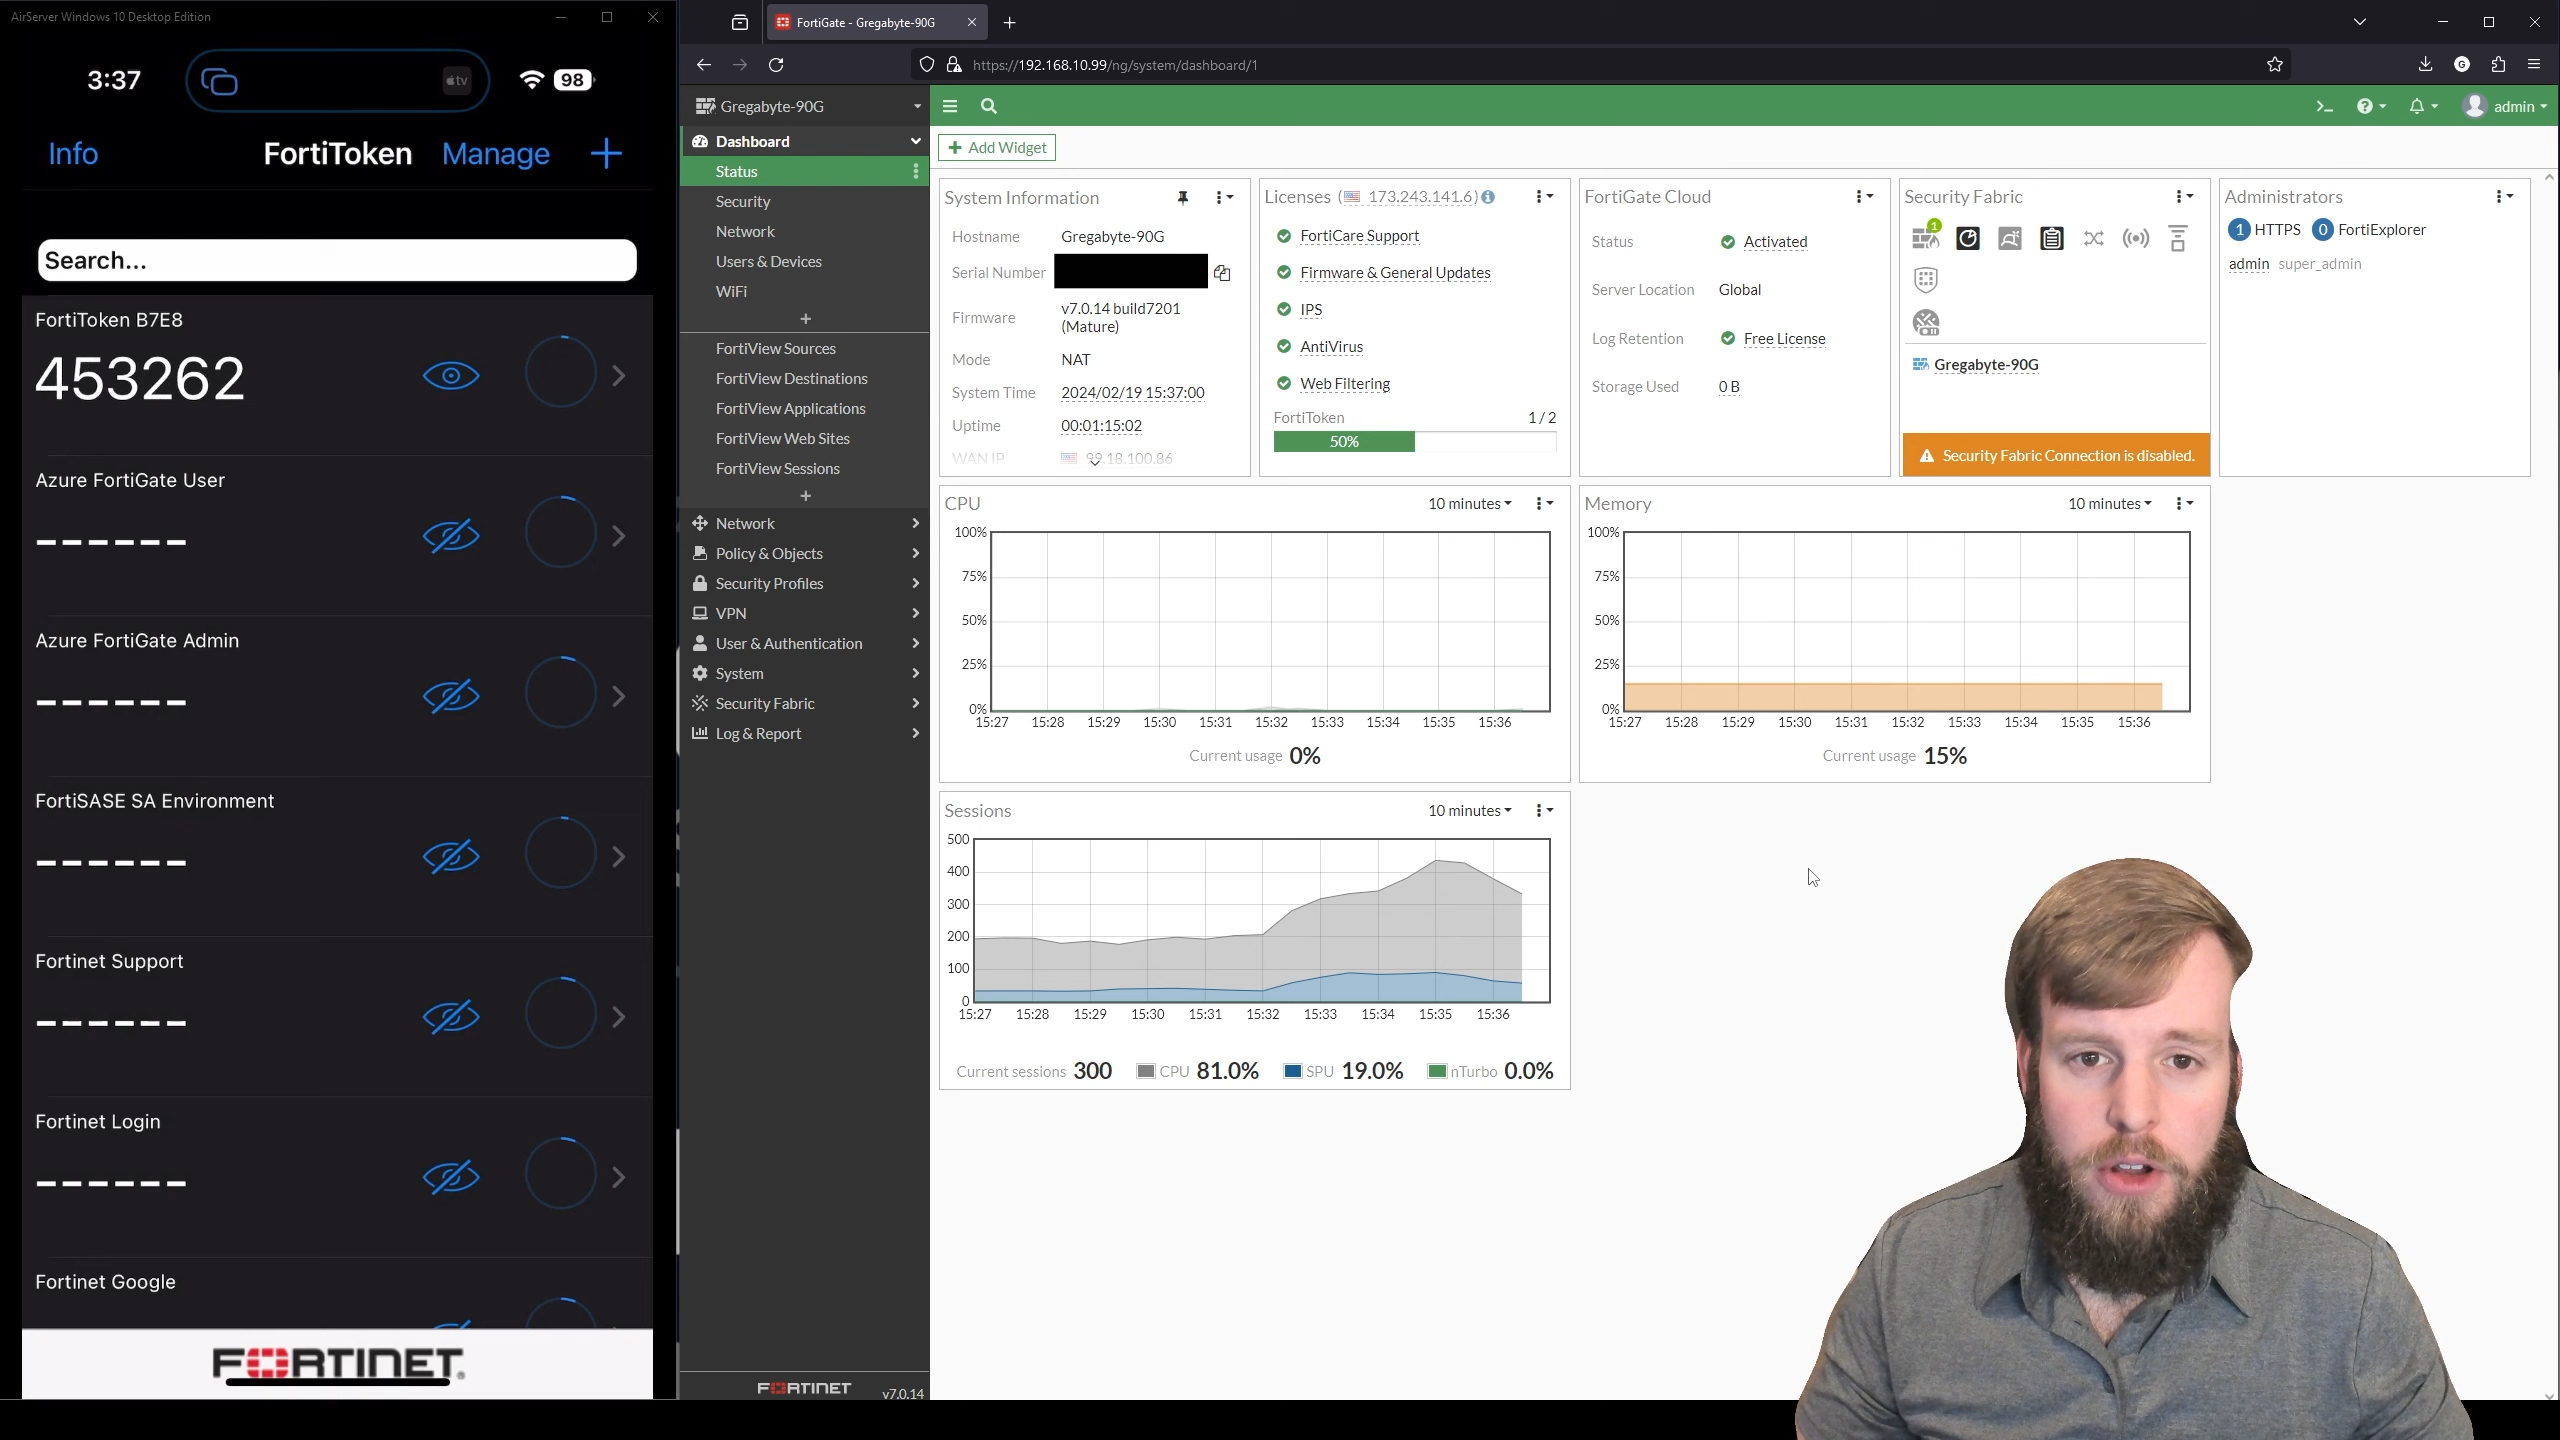 AirServer Windows 10 Desktop Edition
3:37
tv
98
Info
FortiToken
Manage
Search...
FortiToken B7E8
453262
Azure FortiGate User
------
Azure FortiGate Admin
------
FortiSASE SA Environment
------
Fortinet Support
------
Fortinet Login
------
Fortinet Google
FORTINET
FortiGate - Gregabyte-90G
https://192.168.10.99/ng/system/dashboard/1
G
Gregabyte-90G
admin
Dashboard
Status
Security
Network
Users & Devices
WiFi
+
FortiView Sources
FortiView Destinations
FortiView Applications
FortiView Web Sites
FortiView Sessions
+
Network
Policy & Objects
Security Profiles
VPN
User & Authentication
System
Security Fabric
Log & Report
FORTINET
v7.0.14
+ Add Widget
System Information
Hostname Gregabyte-90G
Serial Number
Firmware v7.0.14 build7201
(Mature)
Mode NAT
System Time 2024/02/19 15:37:00
Uptime 00:01:15:02
WAN IP 99.18.100.86
Licenses (173.243.141.6)
FortiCare Support
Firmware & General Updates
IPS
AntiVirus
Web Filtering
FortiToken 1 / 2
50%
FortiGate Cloud
Status Activated
Server Location Global
Log Retention Free License
Storage Used 0 B
Security Fabric
1
Gregabyte-90G
Security Fabric Connection is disabled.
Administrators
1 HTTPS 0 FortiExplorer
admin super_admin
CPU 10 minutes
100%
75%
50%
25%
0%
15:27 15:28 15:29 15:30 15:31 15:32 15:33 15:34 15:35 15:36
Current usage 0%
Memory 10 minutes
100%
75%
50%
25%
0%
15:27 15:28 15:29 15:30 15:31 15:32 15:33 15:34 15:35 15:36
Current usage 15%
Sessions 10 minutes
500
400
300
200
100
0
15:27 15:28 15:29 15:30 15:31 15:32 15:33 15:34 15:35 15:36
Current sessions 300 CPU 81.0% SPU 19.0% nTurbo 0.0%